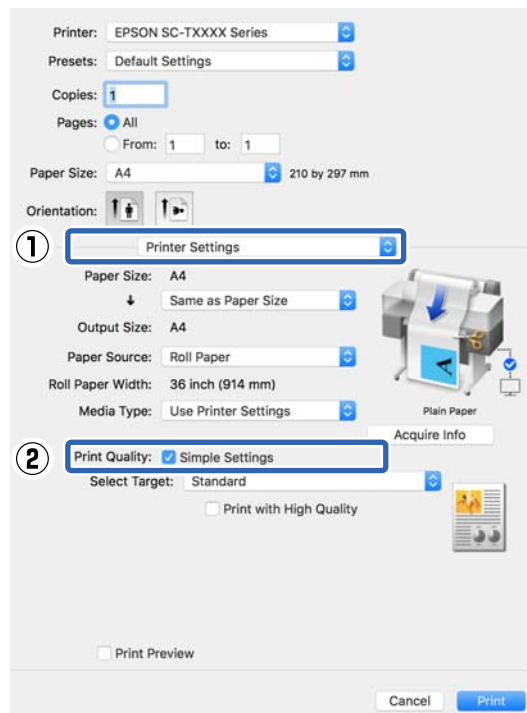 Printer: EPSON SC-TXXXX Series
Presets: Default Settings
Copies: 1
Pages: All
From: 1 to: 1
Paper Size: A4 210 by 297 mm
Orientation:
1 Printer Settings
Paper Size: A4
Same as Paper Size
Output Size: A4
Paper Source: Roll Paper
Roll Paper Width: 36 inch (914 mm)
Media Type: Use Printer Settings
Plain Paper
Acquire Info
2 Print Quality: Simple Settings
Select Target: Standard
Print with High Quality
Print Preview
Cancel Print